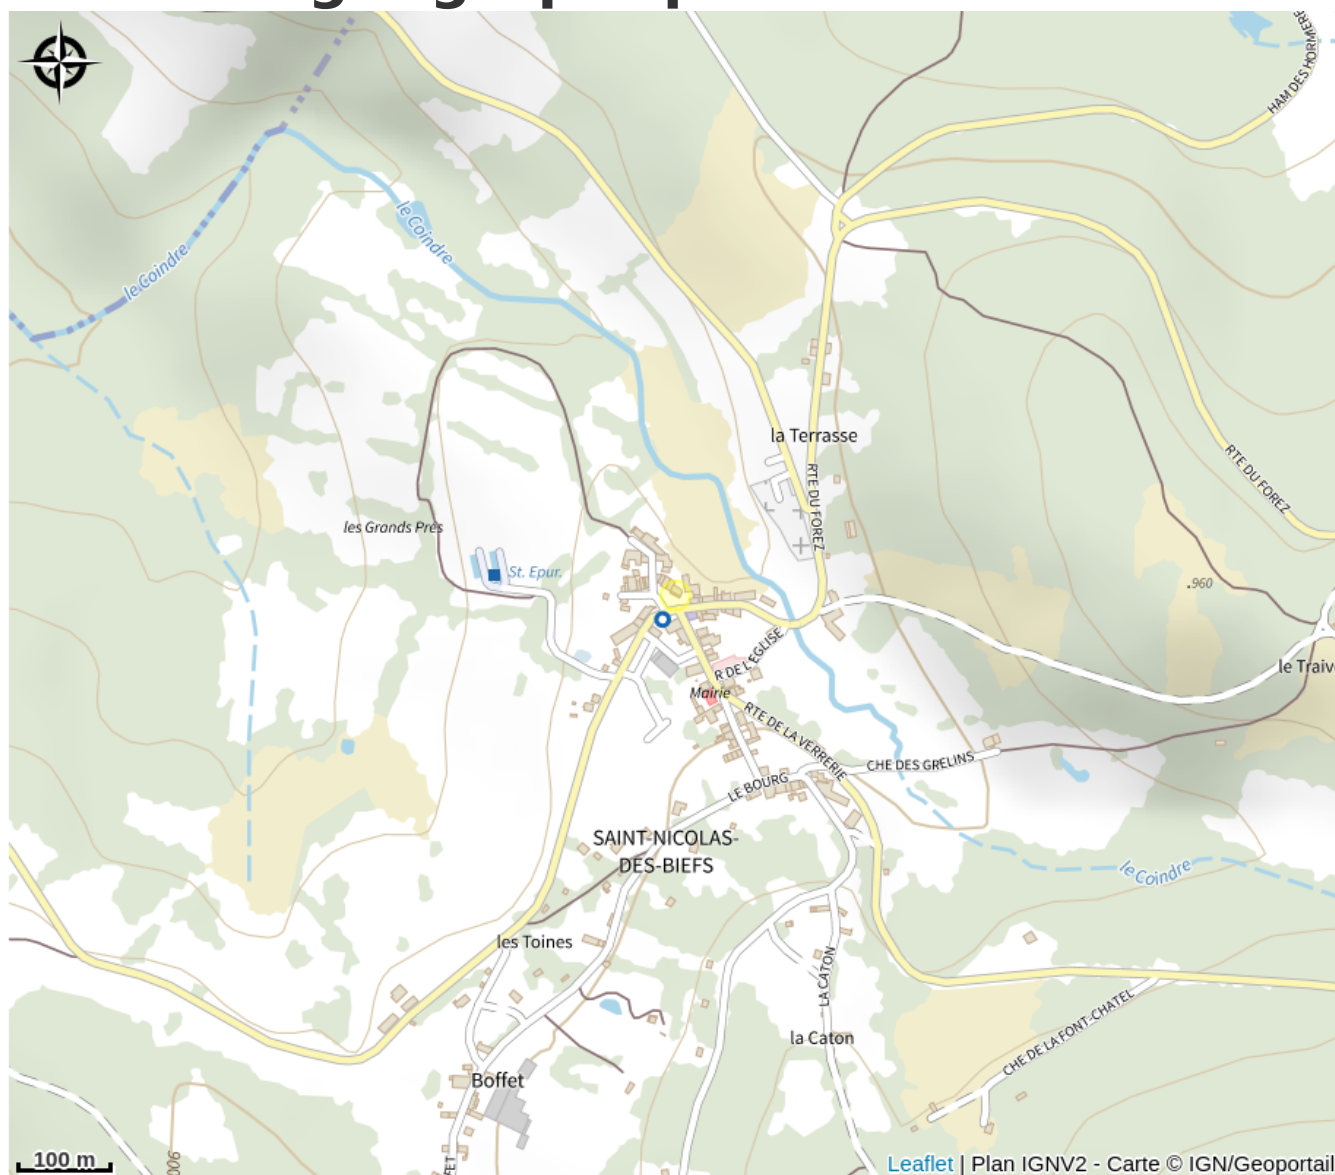 HAM DES HORMIERE
le Coindre
le Coindre
la Terrasse
RTE DU FOREZ
RTE DU FOREZ
les Grands Prés
St. Epur.
.960
R DE L'EGLISE
le Traiv
Mairie
RTE DE LA VERRERIE
CHE DES GRELINS
LE BOURG
SAINT-NICOLAS-
DES-BIEFS
le Coindre
les Toines
LA CATON
CHE DE LA FONT-CHATEL
la Caton
Boffet
100 m
Leaflet | Plan IGNV2 - Carte © IGN/Geoportail